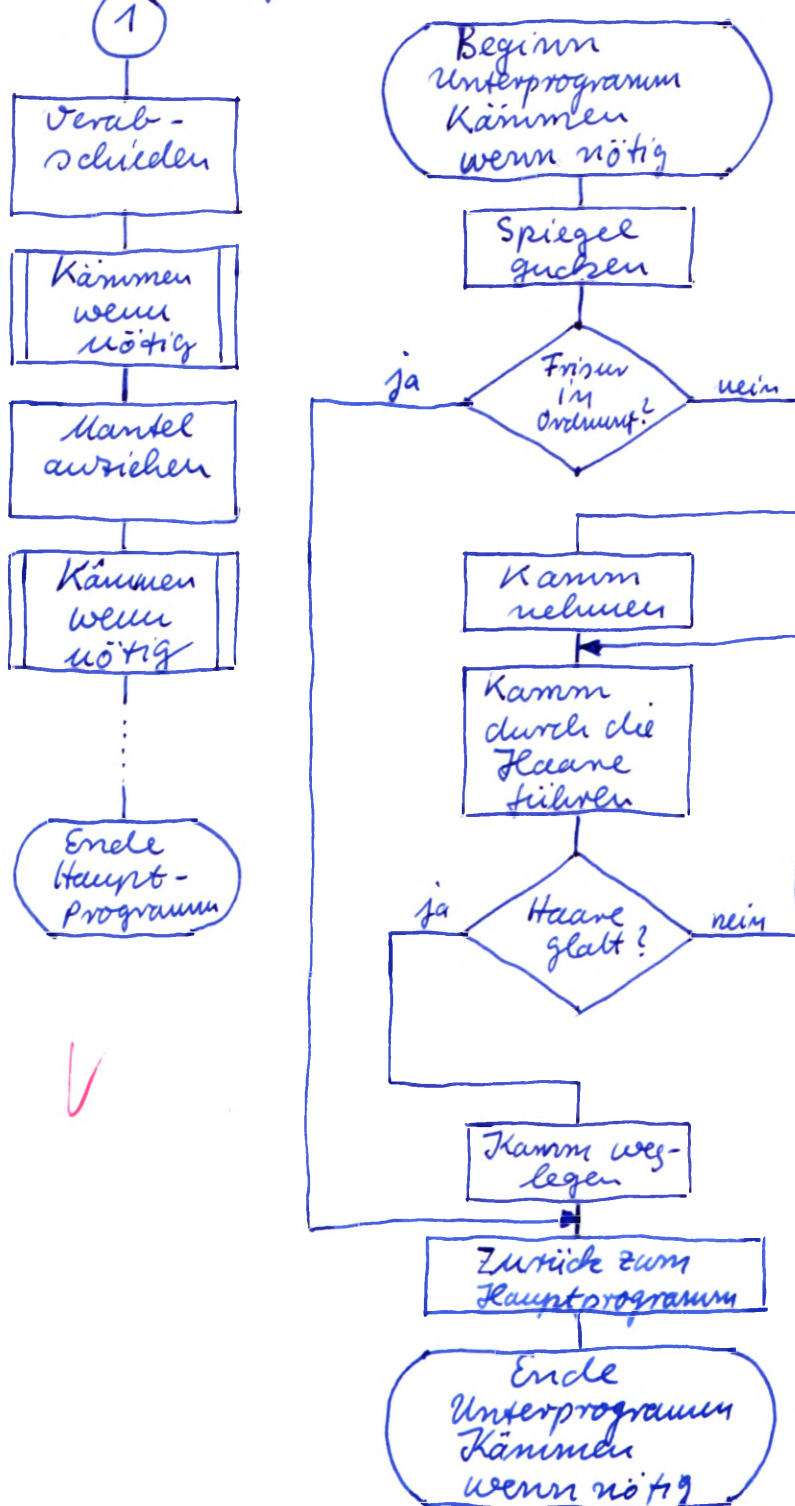 1
Verab-
schieden
Kämmen
wenn
nötig
Mantel
anziehen
Kämmen
wenn
nötig
Ende
Haupt-
programm
Beginn
Unterprogramm
Kämmen
wenn nötig
Spiegel
gucken
Frisur
in
Ordnung?
ja
nein
Kamm
nehmen
Kamm
durch die
Haare
führen
Haare
glatt?
ja
nein
Kamm weg-
legen
Zurück zum
Hauptprogramm
Ende
Unterprogramm
Kämmen
wenn nötig